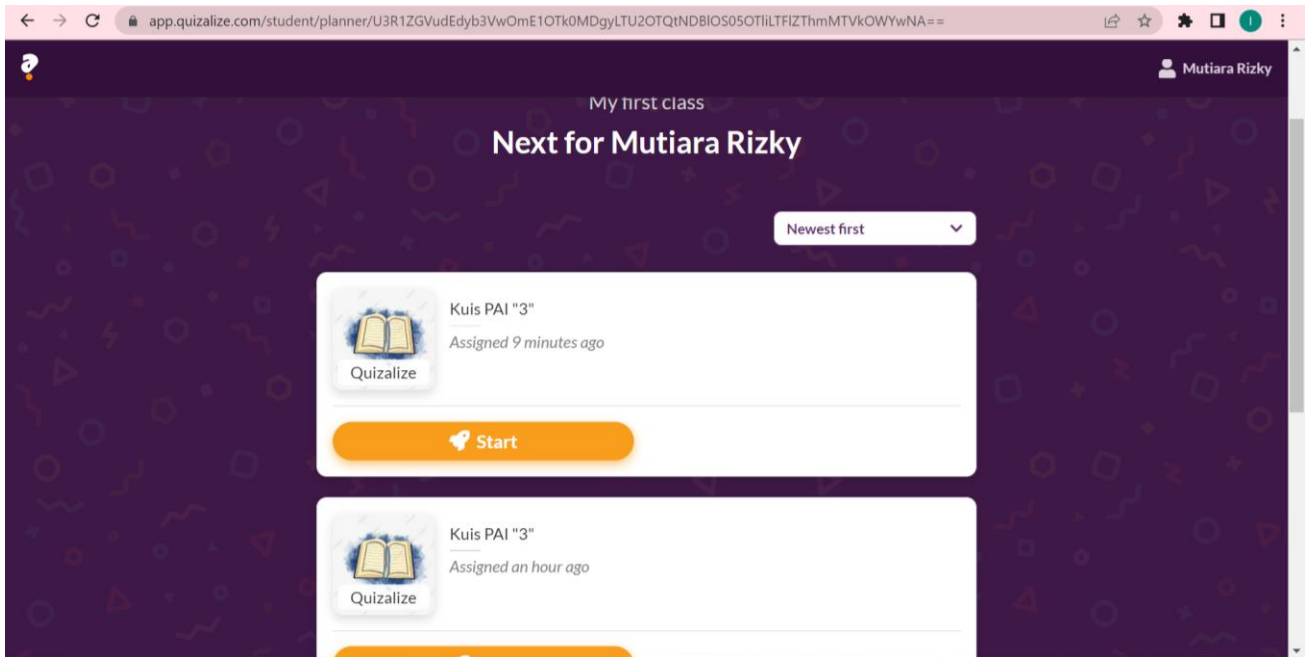 app.quizalize.com/student/planner/U3R1ZGVudEdyb3VwOmE1OTk0MDgyLTU2OTQtNDBlOS05OTliLTFlZThmMTVkOWYwNA==
I
Mutiara Rizky
My first class
Next for Mutiara Rizky
Newest first
Kuis PAI "3"
Assigned 9 minutes ago
Quizalize
Start
Kuis PAI "3"
Assigned an hour ago
Quizalize